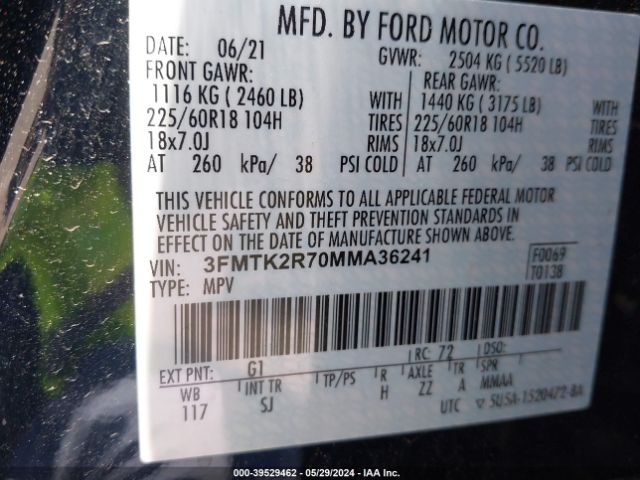 MFD. BY FORD MOTOR CO.
DATE: 06/21 GVWR: 2504 KG ( 5520 LB)
FRONT GAWR: REAR GAWR:
1116 KG ( 2460 LB) WITH 1440 KG ( 3175 LB) WITH
225/60R18 104H TIRES 225/60R18 104H TIRES
18x7.0J RIMS 18x7.0J RIMS
AT 260 kPa/ 38 PSI COLD AT 260 kPa/ 38 PSI COLD
THIS VEHICLE CONFORMS TO ALL APPLICABLE FEDERAL MOTOR
VEHICLE SAFETY AND THEFT PREVENTION STANDARDS IN
EFFECT ON THE DATE OF MANUFACTURE SHOWN ABOVE.
VIN: 3FMTK2R70MMA36241 F0069
TYPE: MPV T0138
EXT PNT: G1 RC: 72 DSO:
WB INT TR TP/PS R AXLE TR SPR
117 SJ H ZZ A MMAA
UTC ▽ 5U5A-1520472-BA
000-39529462 - 05/29/2024 - IAA Inc.